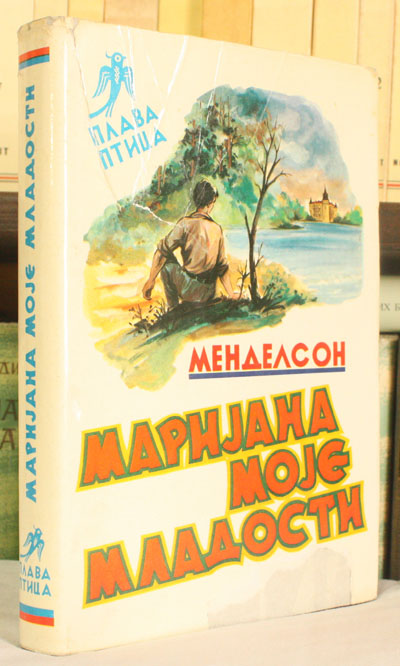 ПЛАВА
ПТИЦА
МЕНДЕЛСОН
МАРИЈАНА
МОЈЕ
МЛАДОСТИ
МАРИЈАНА МОЈЕ МЛАДОСТИ
ПЛАВА
ПТИЦА